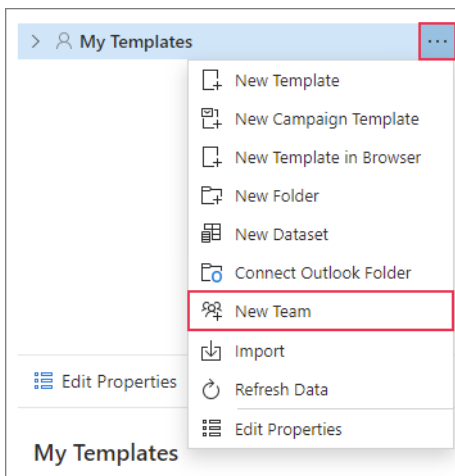 My Templates
New Template
New Campaign Template
New Template in Browser
New Folder
New Dataset
Connect Outlook Folder
New Team
Import
Refresh Data
Edit Properties
Edit Properties
My Templates